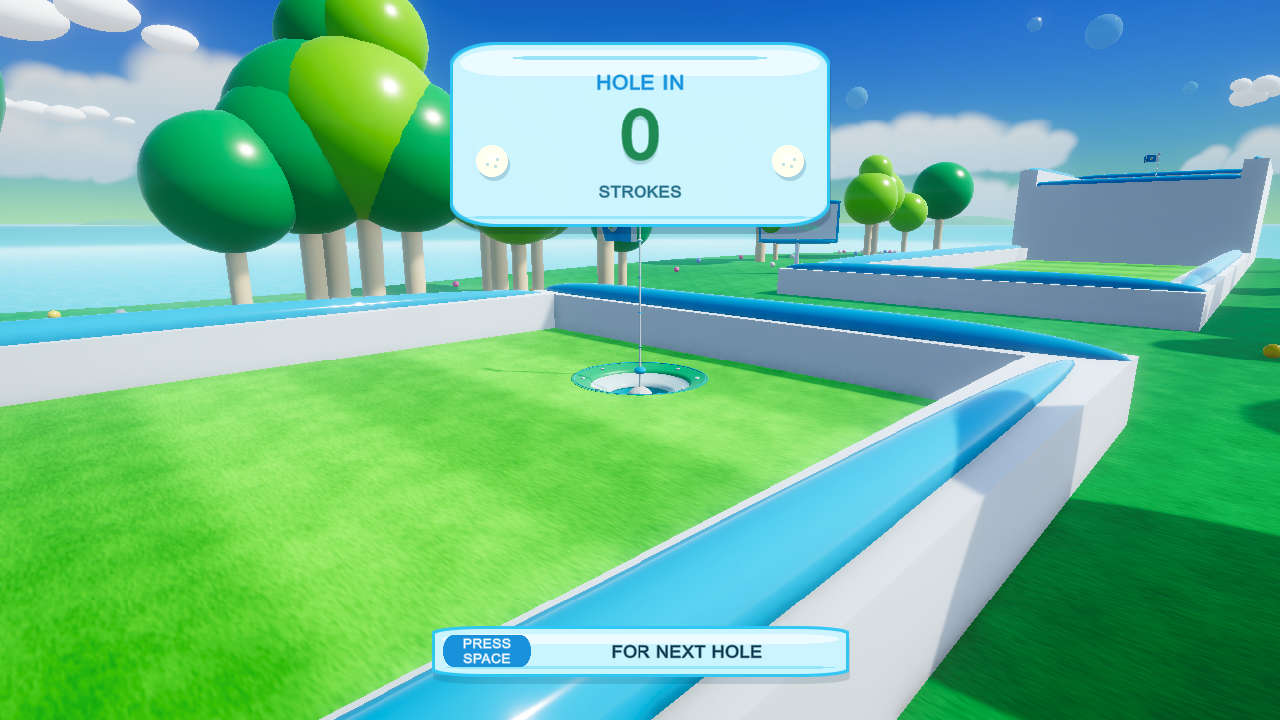 HOLE IN
0
STROKES
PRESS
SPACE
FOR NEXT HOLE